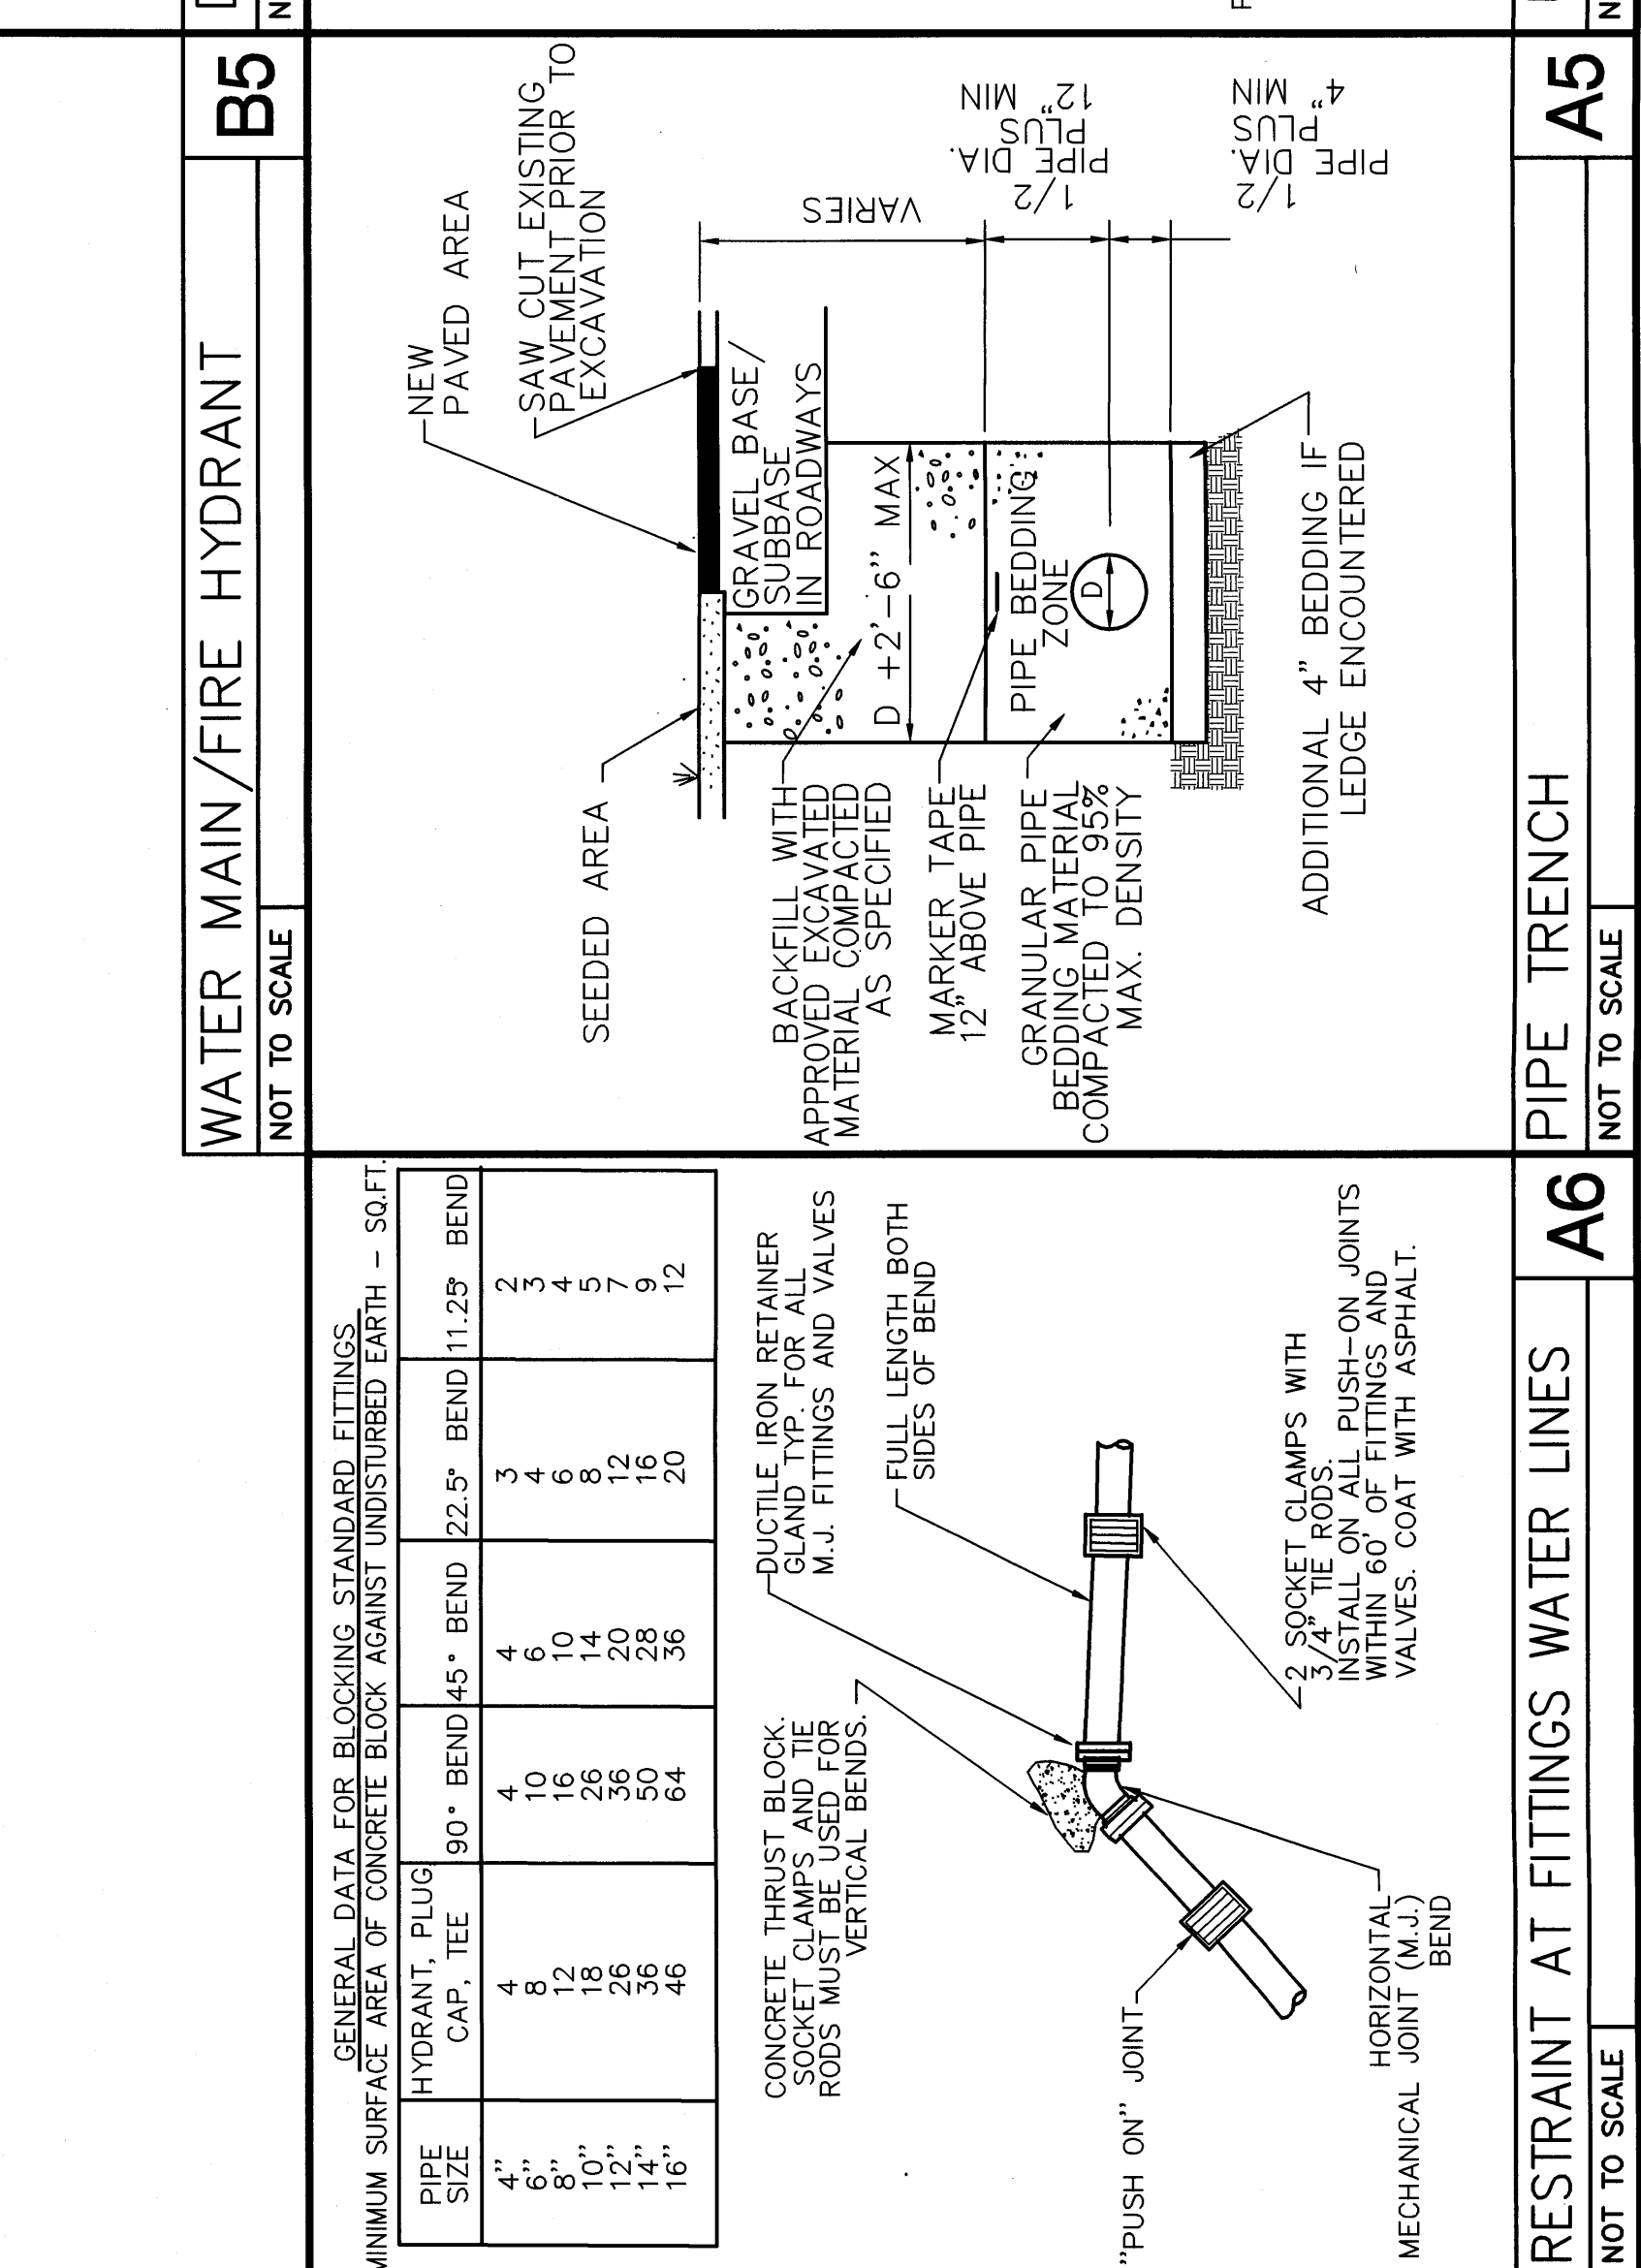 WATER MAIN/FIRE HYDRANT
B5
NOT TO SCALE
GENERAL DATA FOR BLOCKING STANDARD FITTINGS
MINIMUM SURFACE AREA OF CONCRETE BLOCK AGAINST UNDISTURBED EARTH – SQ.FT.
PIPE SIZE HYDRANT, PLUG CAP, TEE 90° BEND 45° BEND 22.5° BEND 11.25° BEND
4" 4 4 4 3 2
6" 8 10 6 4 3
8" 12 16 10 6 4
10" 18 26 14 8 5
12" 26 36 20 12 7
14" 36 50 28 16 9
16" 46 64 36 20 12
CONCRETE THRUST BLOCK.
SOCKET CLAMPS AND TIE
RODS MUST BE USED FOR
VERTICAL BENDS.
DUCTILE IRON RETAINER
GLAND TYP. FOR ALL
M.J. FITTINGS AND VALVES
FULL LENGTH BOTH
SIDES OF BEND
"PUSH ON" JOINT
2 SOCKET CLAMPS WITH
3/4" TIE RODS.
INSTALL ON ALL PUSH-ON JOINTS
WITHIN 60' OF FITTINGS AND
VALVES. COAT WITH ASPHALT.
HORIZONTAL
MECHANICAL JOINT (M.J.)
BEND
RESTRAINT AT FITTINGS WATER LINES
A6
NOT TO SCALE
NEW
PAVED AREA
SAW CUT EXISTING
PAVEMENT PRIOR TO
EXCAVATION
SEEDED AREA
GRAVEL BASE/
SUBBASE
IN ROADWAYS
VARIES
BACKFILL WITH
APPROVED EXCAVATED
MATERIAL COMPACTED
AS SPECIFIED
D +2'-6" MAX
MARKER TAPE
12" ABOVE PIPE
1/2
PIPE DIA.
PLUS
12" MIN
PIPE BEDDING
ZONE
D
GRANULAR PIPE
BEDDING MATERIAL
COMPACTED TO 95%
MAX. DENSITY
1/2
PIPE DIA.
PLUS
4" MIN
ADDITIONAL 4" BEDDING IF
LEDGE ENCOUNTERED
PIPE TRENCH
A5
NOT TO SCALE